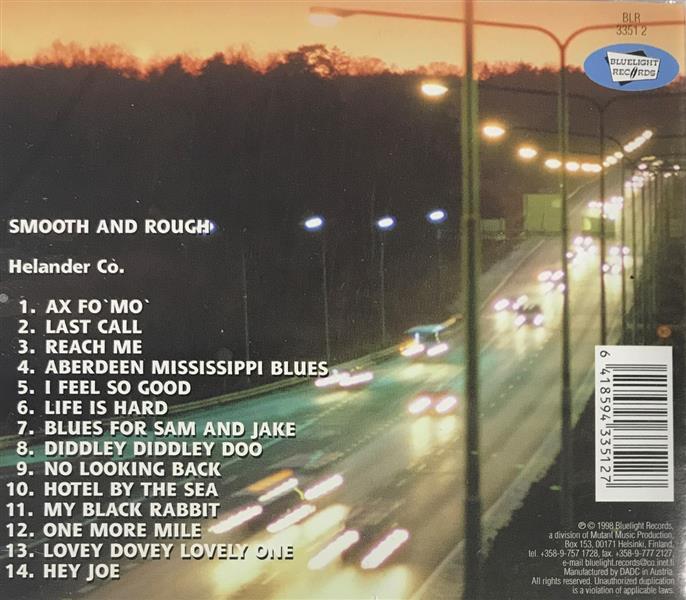 BLR
3351 2
BLUELIGHT
RECORDS
SMOOTH AND ROUGH
Helander Cò.
1. AX FO`MO`
2. LAST CALL
3. REACH ME
4. ABERDEEN MISSISSIPPI BLUES
5. I FEEL SO GOOD
6. LIFE IS HARD
7. BLUES FOR SAM AND JAKE
8. DIDDLEY DIDDLEY DOO
9. NO LOOKING BACK
10. HOTEL BY THE SEA
11. MY BLACK RABBIT
12. ONE MORE MILE
13. LOVEY DOVEY LOVELY ONE
14. HEY JOE
6 418594 335127
℗ © 1998 Bluelight Records,
a division of Mutant Music Production,
Box 153, 00171 Helsinki, Finland,
tel. +358-9-757 1728, fax. +358-9-777 2127
e-mail bluelight.records@co.inet.fi
Manufactured by DADC in Austria.
All rights reserved. Unauthorized duplication
is a violation of applicable laws.